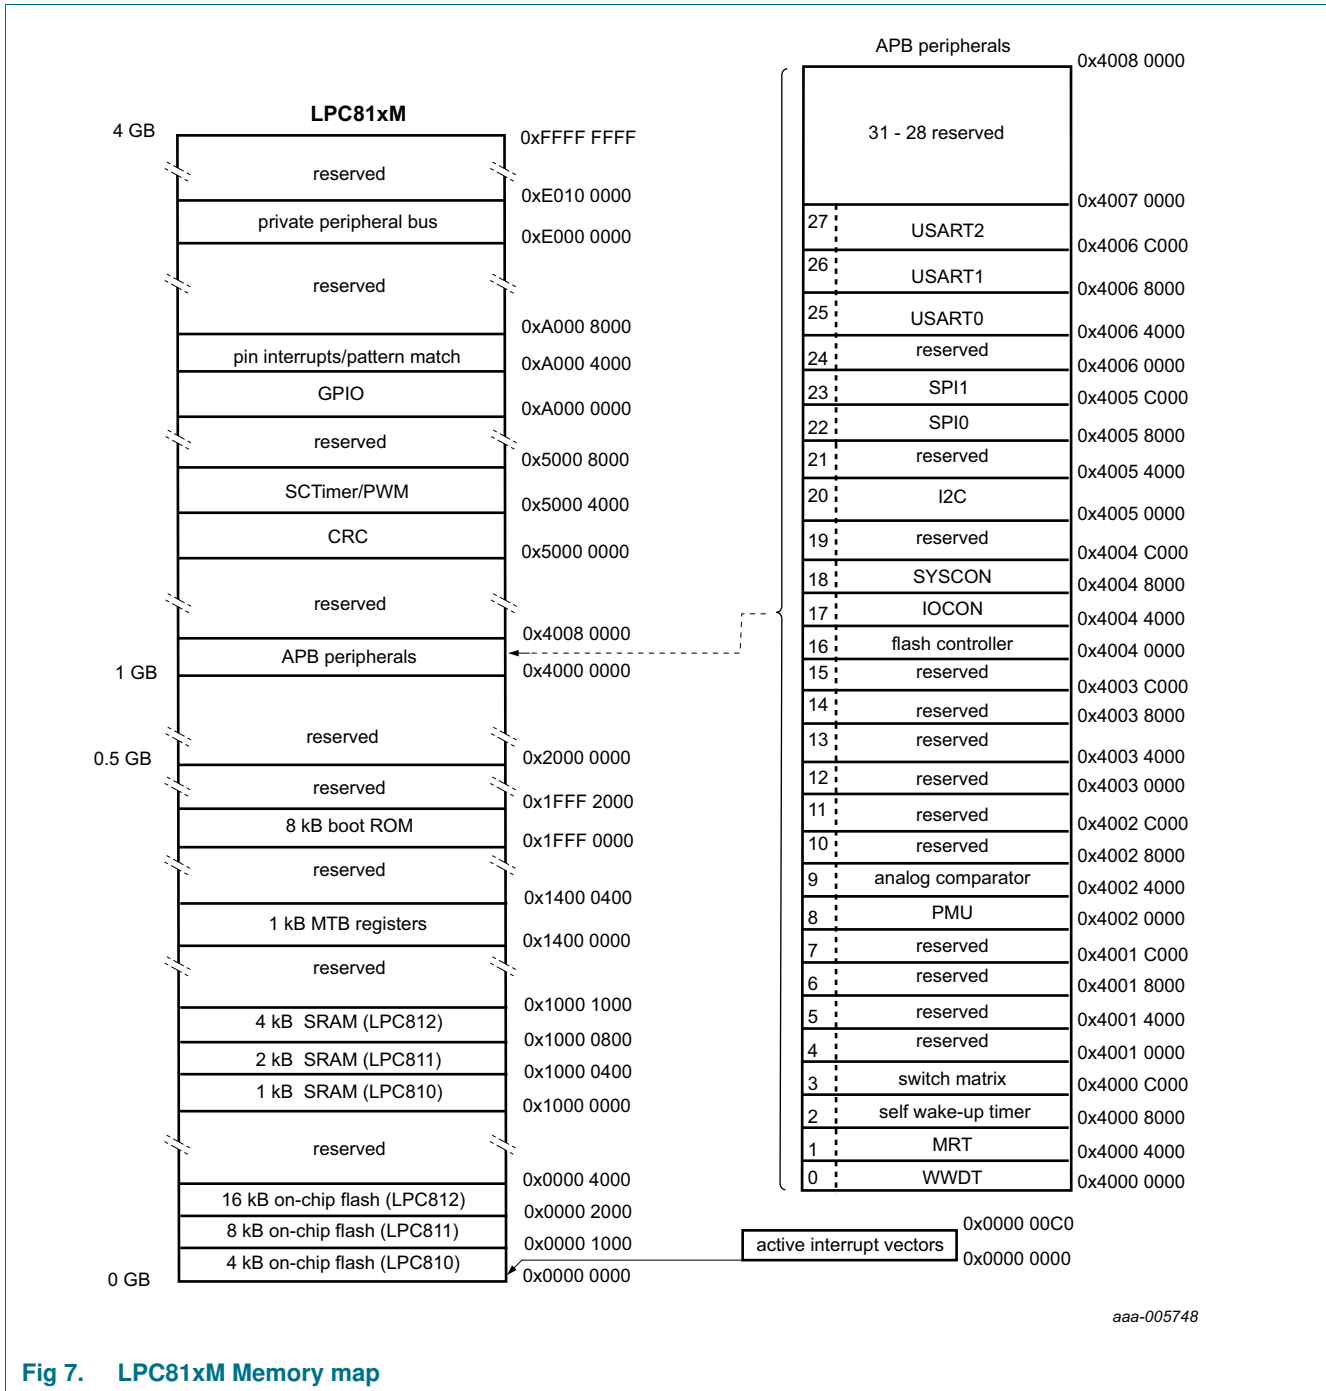 LPC81xM
4 GB
0xFFFF FFFF
reserved
0xE010 0000
private peripheral bus
0xE000 0000
reserved
0xA000 8000
pin interrupts/pattern match
0xA000 4000
GPIO
0xA000 0000
reserved
0x5000 8000
SCTimer/PWM
0x5000 4000
CRC
0x5000 0000
reserved
0x4008 0000
APB peripherals
1 GB
0x4000 0000
reserved
0.5 GB
0x2000 0000
reserved
0x1FFF 2000
8 kB boot ROM
0x1FFF 0000
reserved
0x1400 0400
1 kB MTB registers
0x1400 0000
reserved
0x1000 1000
4 kB SRAM (LPC812)
0x1000 0800
2 kB SRAM (LPC811)
0x1000 0400
1 kB SRAM (LPC810)
0x1000 0000
reserved
0x0000 4000
16 kB on-chip flash (LPC812)
0x0000 2000
8 kB on-chip flash (LPC811)
0x0000 1000
4 kB on-chip flash (LPC810)
0 GB
0x0000 0000
APB peripherals
0x4008 0000
31 - 28 reserved
0x4007 0000
27 USART2
0x4006 C000
26 USART1
0x4006 8000
25 USART0
0x4006 4000
24 reserved
0x4006 0000
23 SPI1
0x4005 C000
22 SPI0
0x4005 8000
21 reserved
0x4005 4000
20 I2C
0x4005 0000
19 reserved
0x4004 C000
18 SYSCON
0x4004 8000
17 IOCON
0x4004 4000
16 flash controller
0x4004 0000
15 reserved
0x4003 C000
14 reserved
0x4003 8000
13 reserved
0x4003 4000
12 reserved
0x4003 0000
11 reserved
0x4002 C000
10 reserved
0x4002 8000
9 analog comparator
0x4002 4000
8 PMU
0x4002 0000
7 reserved
0x4001 C000
6 reserved
0x4001 8000
5 reserved
0x4001 4000
4 reserved
0x4001 0000
3 switch matrix
0x4000 C000
2 self wake-up timer
0x4000 8000
1 MRT
0x4000 4000
0 WWDT
0x4000 0000
0x0000 00C0
active interrupt vectors
0x0000 0000
aaa-005748
Fig 7. LPC81xM Memory map